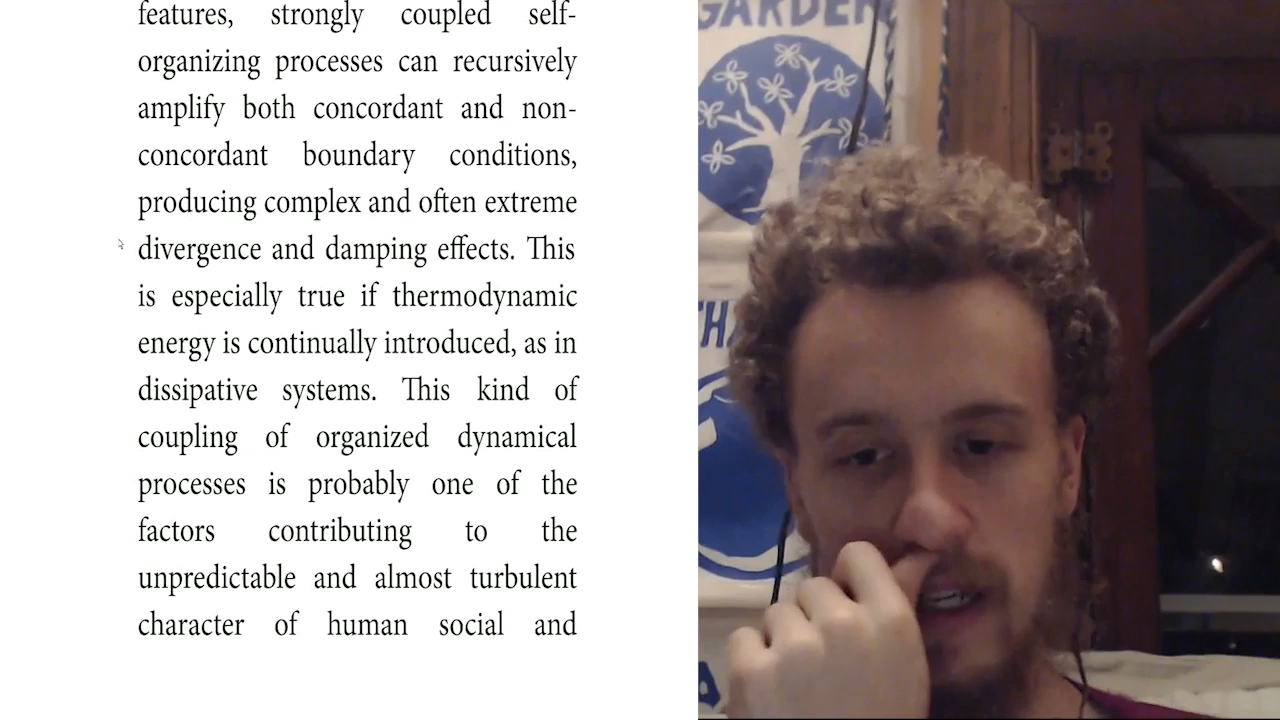 features, strongly coupled self-
organizing processes can recursively
amplify both concordant and non-
concordant boundary conditions,
producing complex and often extreme
divergence and damping effects. This
is especially true if thermodynamic
energy is continually introduced, as in
dissipative systems. This kind of
coupling of organized dynamical
processes is probably one of the
factors contributing to the
unpredictable and almost turbulent
character of human social and
GARDEN